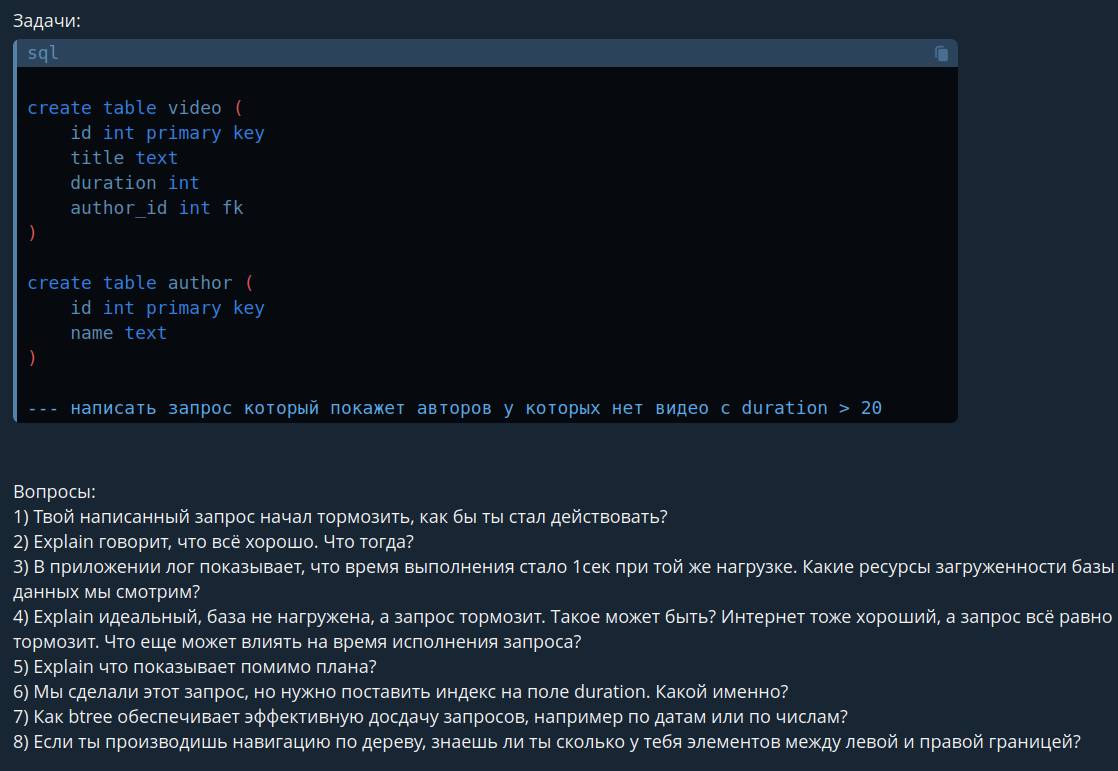 Задачи:
sql
create table video (
id int primary key
title text
duration int
author_id int fk
)
create table author (
id int primary key
name text
)
--- написать запрос который покажет авторов у которых нет видео с duration > 20
Вопросы:
1) Твой написанный запрос начал тормозить, как бы ты стал действовать?
2) Explain говорит, что всё хорошо. Что тогда?
3) В приложении лог показывает, что время выполнения стало 1сек при той же нагрузке. Какие ресурсы загруженности базы
данных мы смотрим?
4) Explain идеальный, база не нагружена, а запрос тормозит. Такое может быть? Интернет тоже хороший, а запрос всё равно
тормозит. Что еще может влиять на время исполнения запроса?
5) Explain что показывает помимо плана?
6) Мы сделали этот запрос, но нужно поставить индекс на поле duration. Какой именно?
7) Как btree обеспечивает эффективную досдачу запросов, например по датам или по числам?
8) Если ты производишь навигацию по дереву, знаешь ли ты сколько у тебя элементов между левой и правой границей?